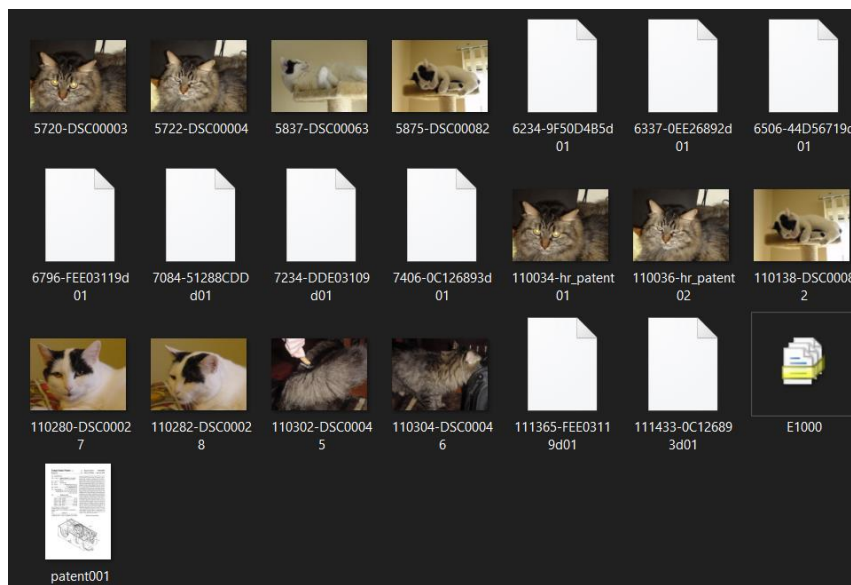 5720-DSC00003
5722-DSC00004
5837-DSC00063
5875-DSC00082
6234-9F50D4B5d
01
6337-0EE26892d
01
6506-44D56719d
01
6796-FEE03119d
01
7084-51288CDD
d01
7234-DDE03109
d01
7406-0C126893d
01
110034-hr_patent
01
110036-hr_patent
02
110138-DSC0008
2
110280-DSC0002
7
110282-DSC0002
8
110302-DSC0004
5
110304-DSC0004
6
111365-FEE0311
9d01
111433-0C12689
3d01
E1000
patent001